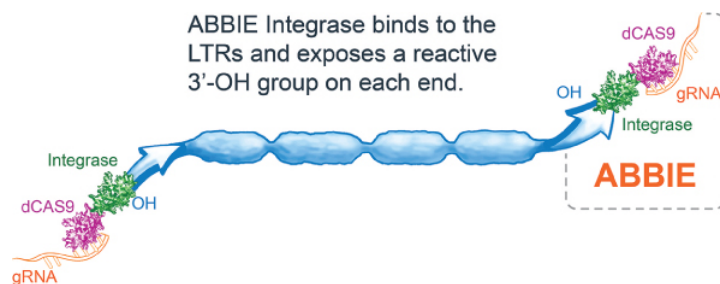 ABBIE Integrase binds to the
LTRs and exposes a reactive
3'-OH group on each end.
dCAS9
OH
gRNA
Integrase
ABBIE
Integrase
dCAS9
OH
gRNA